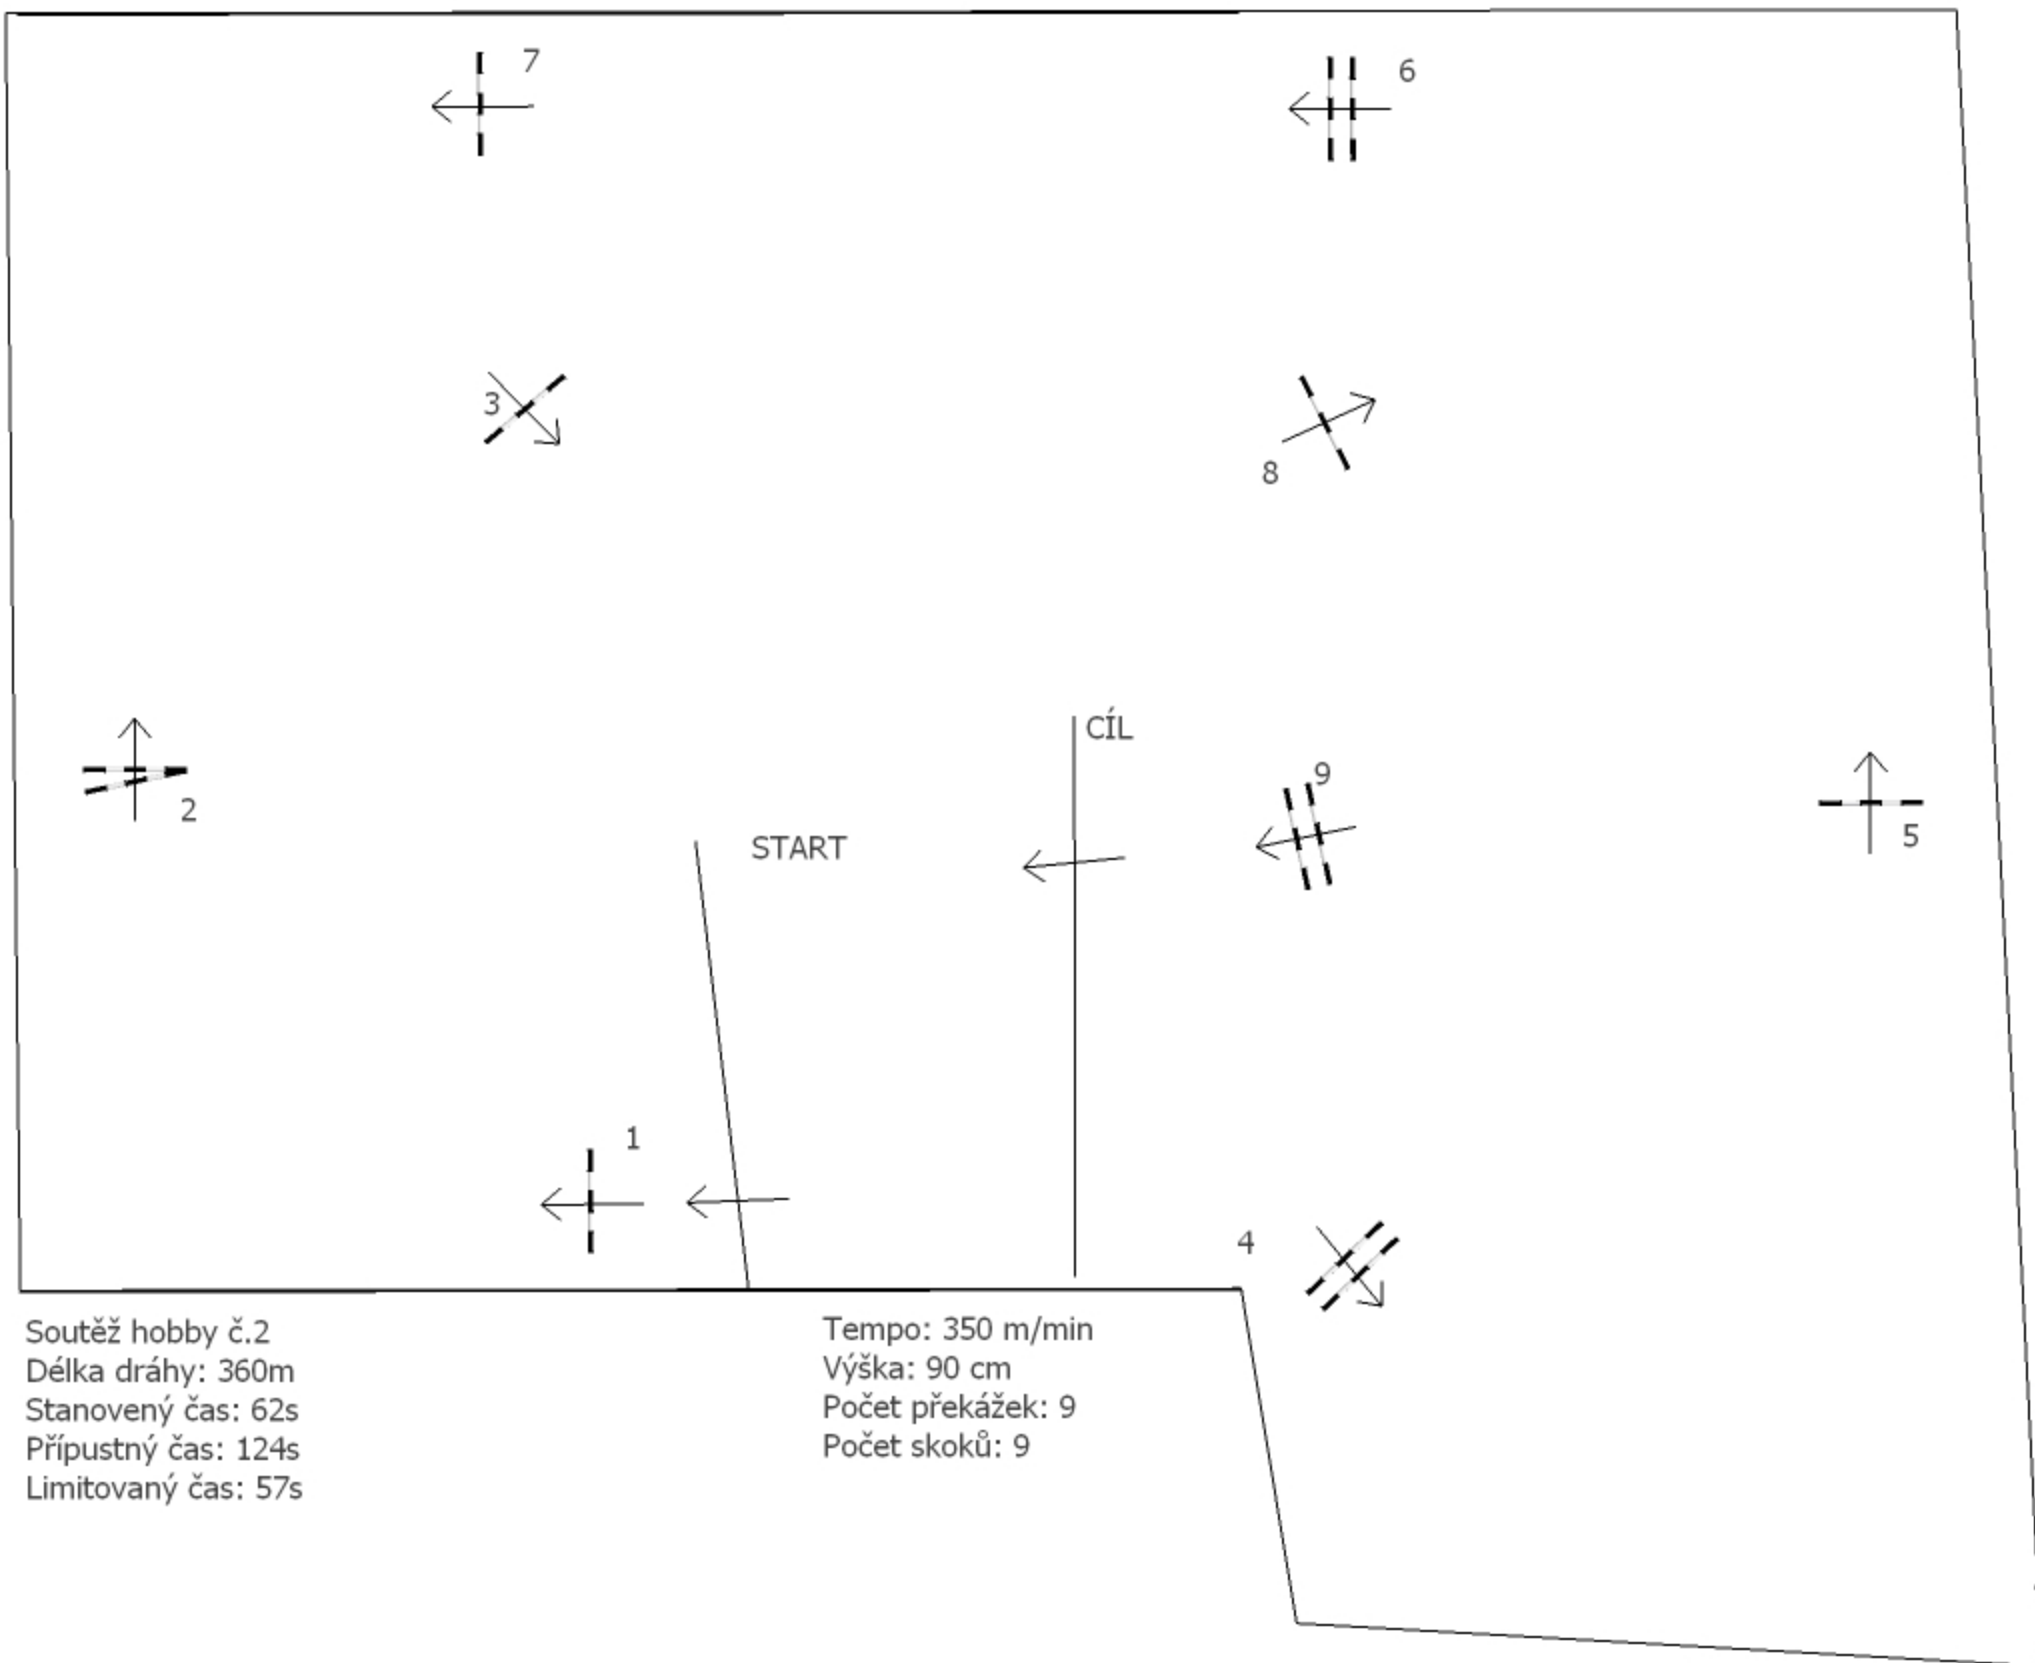 7
6
3
8
CÍL
9
2
START
5
1
4
Soutěž hobby č.2
Délka dráhy: 360m
Stanovený čas: 62s
Přípustný čas: 124s
Limitovaný čas: 57s
Tempo: 350 m/min
Výška: 90 cm
Počet překážek: 9
Počet skoků: 9